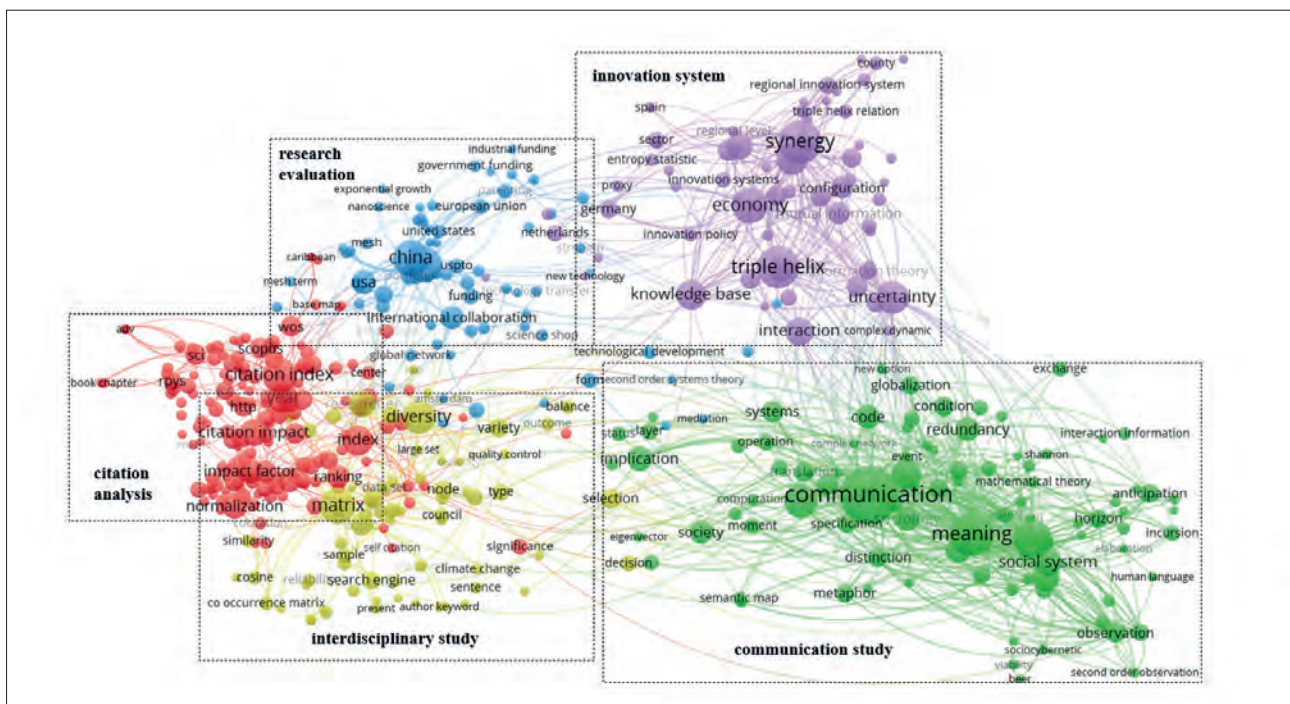 innovation system
county
regional innovation system
spain
triple helix relation
regional level
synergy
sector
entropy statistic
proxy
innovation systems
configuration
germany
economy
mutual information
innovation policy
triple helix
knowledge base
uncertainty
interaction
complex dynamic
research
evaluation
industrial funding
government funding
exponential growth
patenting
nanoscience
european union
united states
netherlands
mesh
caribbean
china
uspto
mesh term
usa
new technology
funding
base map
international collaboration
science shop
global network
technological development
adv
wos
sci
scopus
book chapter
rpys
citation index
center
year
http
citation impact
index
impact factor
ranking
normalization
citation
analysis
amsterdam
diversity
balance
variety
outcome
large set
quality control
data set
node
type
matrix
council
similarity
self citation
significance
sample
climate change
cosine
search engine
sentence
co occurrence matrix
present
author keyword
interdisciplinary study
form
second order systems theory
new option
exchange
globalization
mediation
systems
code
condition
status
layer
redundancy
operation
complex network
interaction information
implication
event
shannon
translation
mathematical theory
selection
computation
communication
anticipation
eigenvector
society
moment
specification
meaning
horizon
incursion
decision
distinction
social system
elaboration
human language
semantic map
metaphor
observation
sociocybernetic
viability
beer
second order observation
communication study